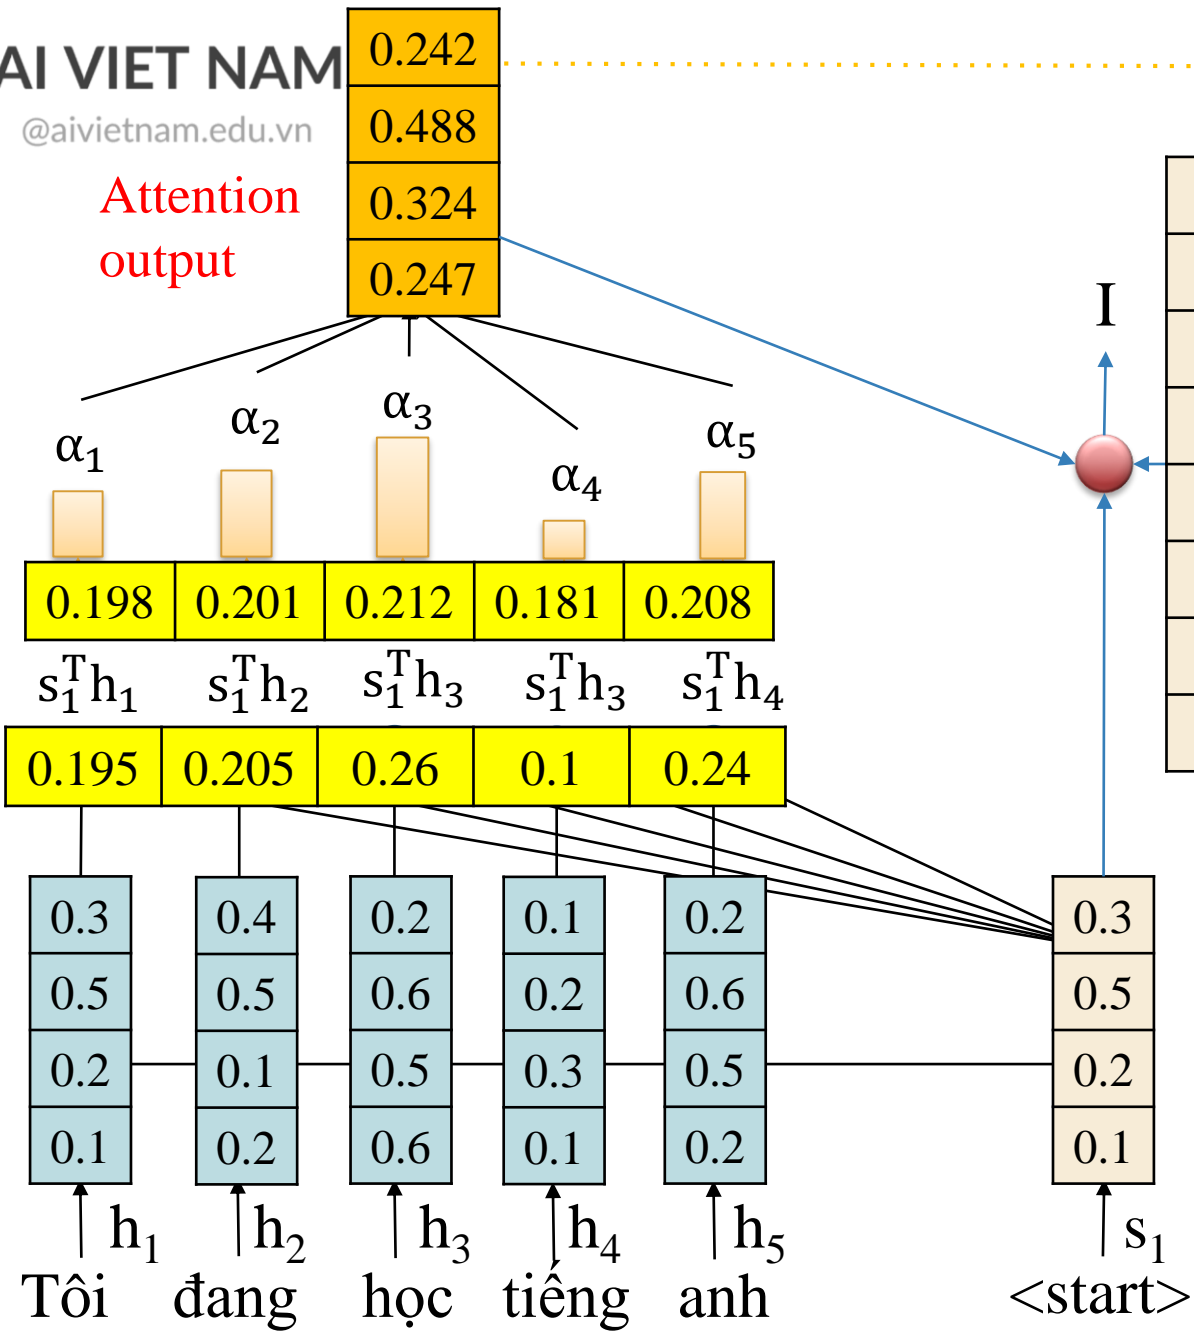 AI VIET NAM
@aivietnam.edu.vn
Attention
output
0.242
0.488
0.324
0.247
I
α₁ α₂ α₃ α₄ α₅
0.198 0.201 0.212 0.181 0.208
s₁ᵀh₁ s₁ᵀh₂ s₁ᵀh₃ s₁ᵀh₃ s₁ᵀh₄
0.195 0.205 0.26 0.1 0.24
0.3 0.4 0.2 0.1 0.2 0.3
0.5 0.5 0.6 0.2 0.6 0.5
0.2 0.1 0.5 0.3 0.5 0.2
0.1 0.2 0.6 0.1 0.2 0.1
h₁ h₂ h₃ h₄ h₅ s₁
Tôi đang học tiếng anh <start>